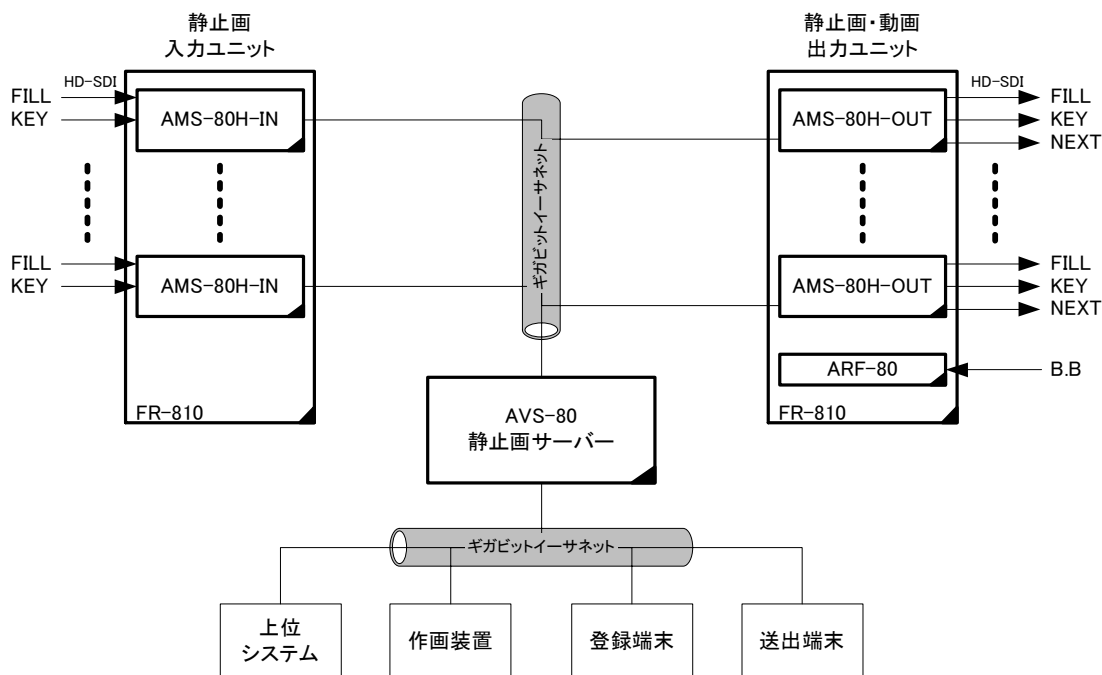 静止画
入力ユニット
静止画・動画
出力ユニット
HD-SDI
FILL
KEY
AMS-80H-IN
FILL
KEY
AMS-80H-IN
FR-810
ギガビットイーサネット
HD-SDI
AMS-80H-OUT
FILL
KEY
NEXT
AMS-80H-OUT
FILL
KEY
NEXT
ARF-80
B.B
FR-810
AVS-80
静止画サーバー
ギガビットイーサネット
上位
システム
作画装置
登録端末
送出端末